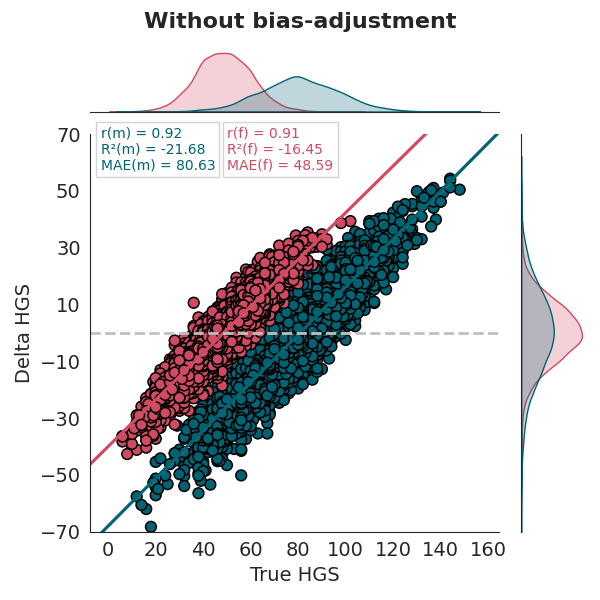 Without bias-adjustment
r(m) = 0.92
R²(m) = -21.68
MAE(m) = 80.63
r(f) = 0.91
R²(f) = -16.45
MAE(f) = 48.59
70
50
30
10
−10
−30
−50
−70
Delta HGS
0 20 40 60 80 100 120 140 160
True HGS